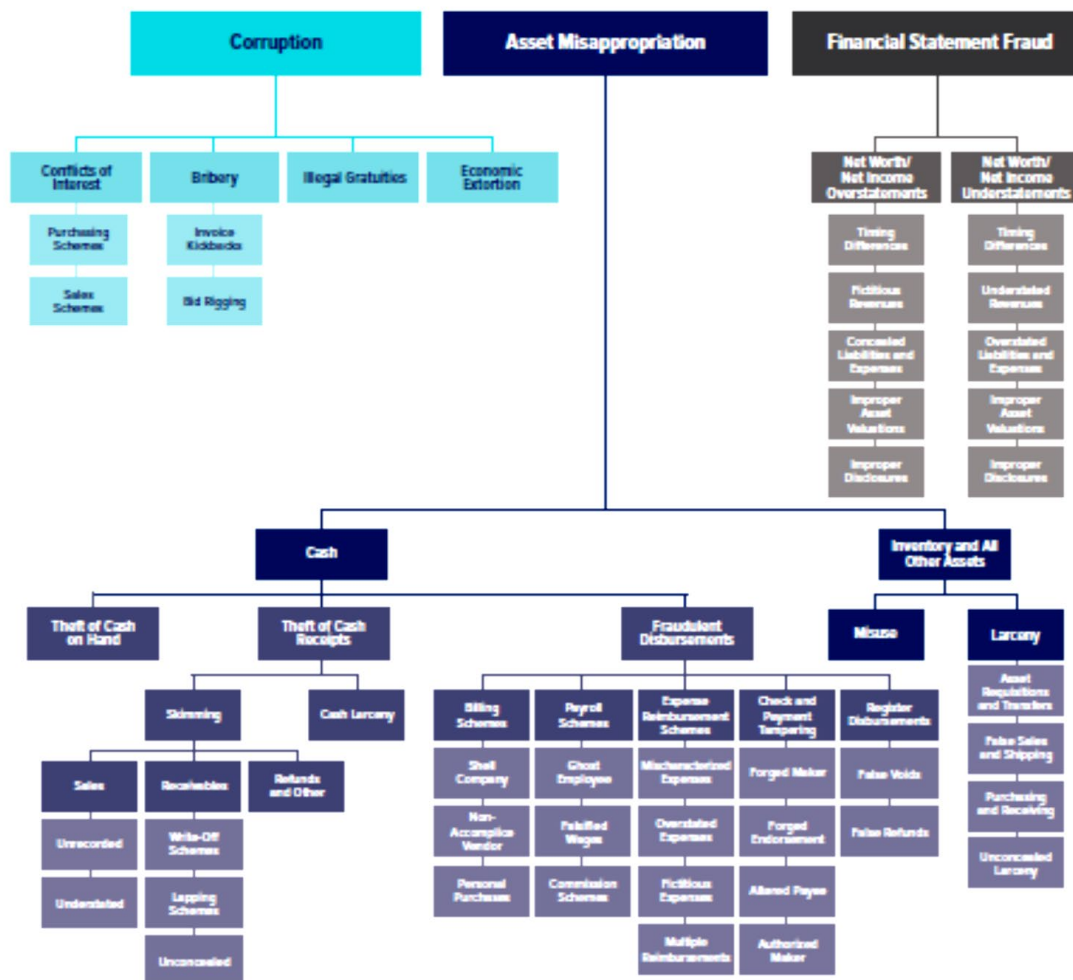 Corruption
Asset Misappropriation
Financial Statement Fraud
Conflicts of
Interest
Bribery
Illegal Gratuities
Economic
Extortion
Net Worth/
Net Income
Overstatements
Net Worth/
Net Income
Understatements
Purchasing
Schemes
Invoice
Kickbacks
Timing
Differences
Timing
Differences
Sales
Schemes
Bid Rigging
Fictitious
Revenues
Understated
Revenues
Concealed
Liabilities and
Expenses
Overstated
Liabilities and
Expenses
Improper
Asset
Valuations
Improper
Asset
Valuations
Improper
Disclosures
Improper
Disclosures
Cash
Inventory and All
Other Assets
Theft of Cash
on Hand
Theft of Cash
Receipts
Fraudulent
Disbursements
Misuse
Larceny
Skimming
Cash Larceny
Billing
Schemes
Payroll
Schemes
Expense
Reimbursement
Schemes
Check and
Payment
Tampering
Register
Disbursements
Asset
Requisitions
and Transfers
Sales
Receivables
Refunds
and Other
Shell
Company
Ghost
Employee
Mischaracterized
Expenses
Forged Maker
False Voids
False Sales
and Shipping
Unrecorded
Write-Off
Schemes
Non-
Accomplice
Vendor
Falsified
Wages
Overstated
Expenses
Forged
Endorsement
False Refunds
Purchasing
and Receiving
Understated
Lapping
Schemes
Personal
Purchases
Commission
Schemes
Fictitious
Expenses
Altered Payee
Unconcealed
Larceny
Unconcealed
Multiple
Reimbursements
Authorized
Maker